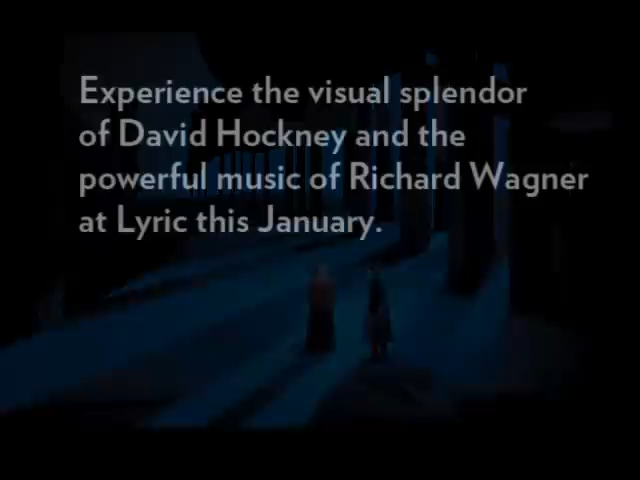 Experience the visual splendor
of David Hockney and the
powerful music of Richard Wagner
at Lyric this January.